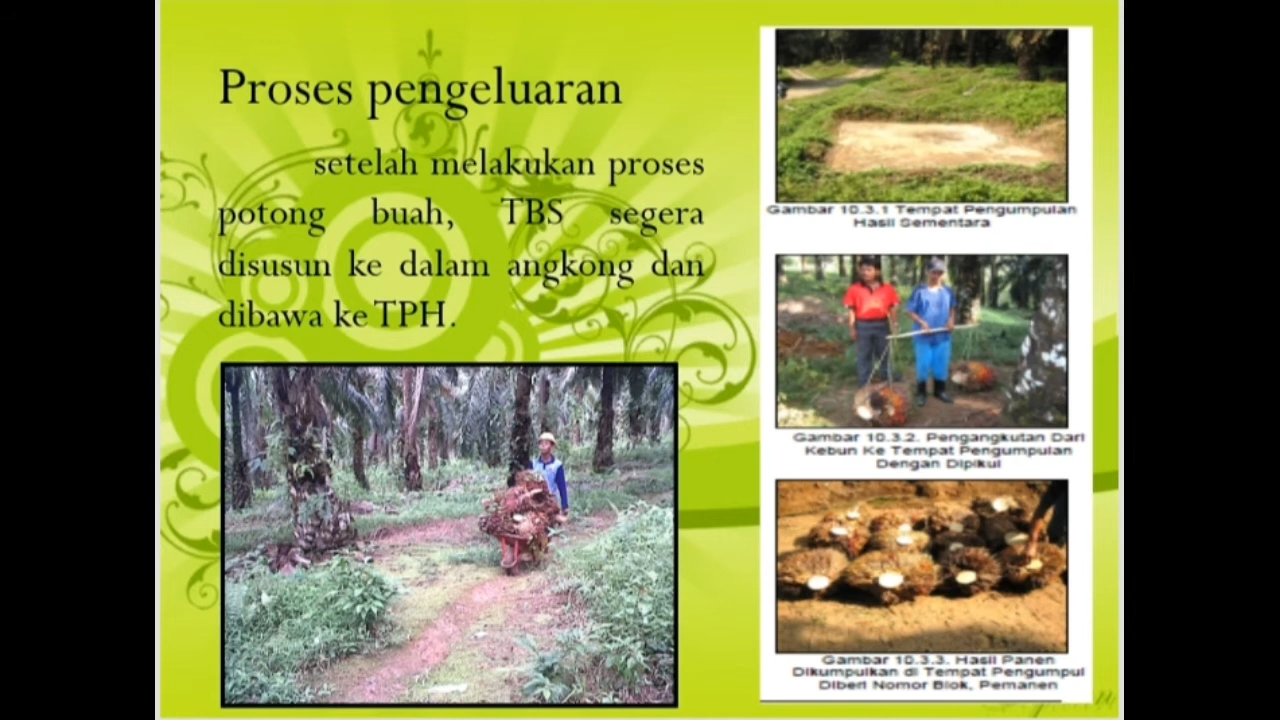 Proses pengeluaran
setelah melakukan proses
potong buah, TBS segera
disusun ke dalam angkong dan
dibawa ke TPH.
Gambar 10.3.1 Tempat Pengumpulan
Hasil Sementara
Gambar 10.3.2. Pengangkutan Dari
Kebun Ke Tempat Pengumpulan
Dengan Dipikul
Gambar 10.3.3. Hasil Panen
Dikumpulkan di Tempat Pengumpul
Diberi Nomor Blok, Pemanen